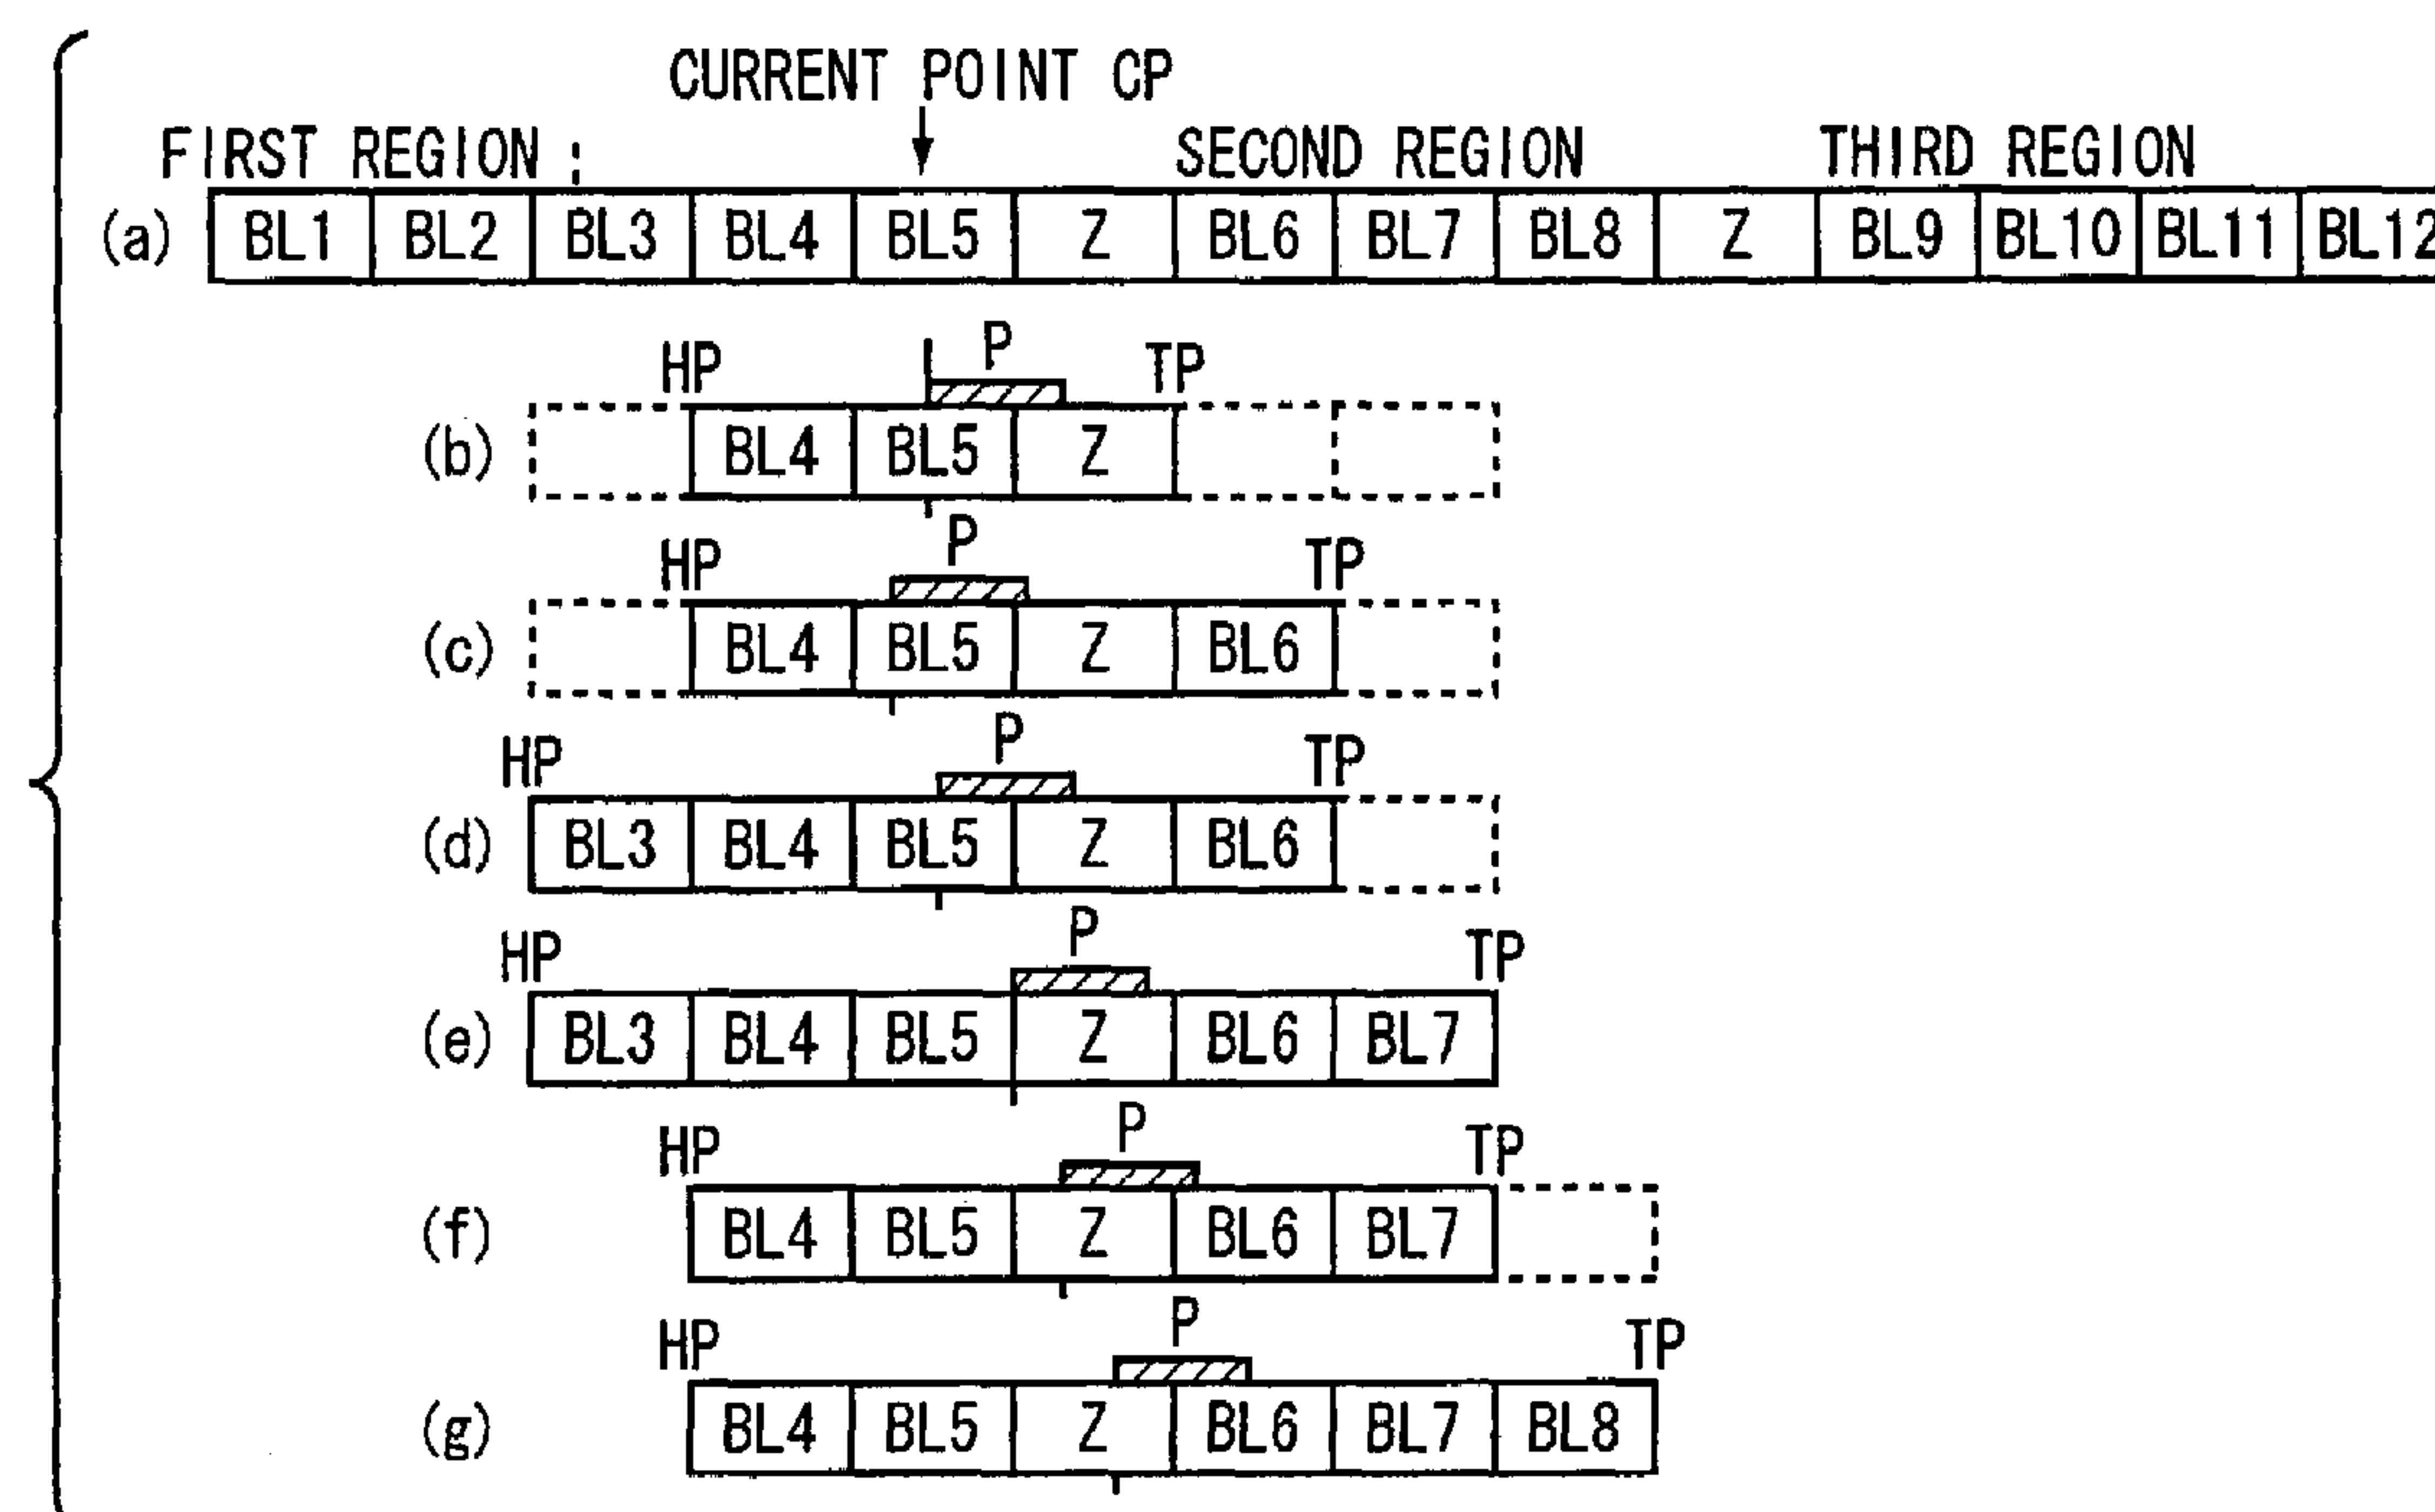 CURRENT POINT CP
FIRST REGION : SECOND REGION THIRD REGION
(a) BL1 BL2 BL3 BL4 BL5 Z BL6 BL7 BL8 Z BL9 BL10 BL11 BL12
HP P TP
(b) BL4 BL5 Z
HP P TP
(c) BL4 BL5 Z BL6
HP P TP
(d) BL3 BL4 BL5 Z BL6
HP P TP
(e) BL3 BL4 BL5 Z BL6 BL7
HP P TP
(f) BL4 BL5 Z BL6 BL7
HP P TP
(g) BL4 BL5 Z BL6 BL7 BL8